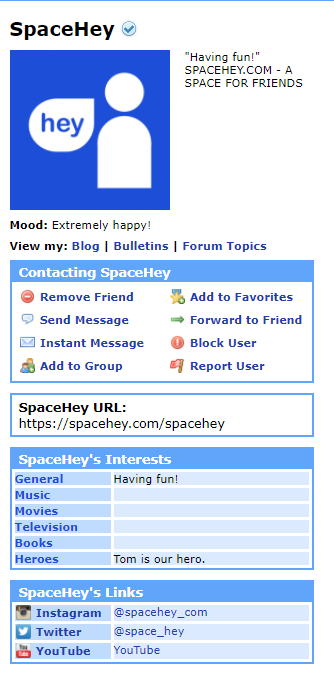 SpaceHey
hey
"Having fun!"
SPACEHEY.COM - A
SPACE FOR FRIENDS
Mood: Extremely happy!
View my: Blog | Bulletins | Forum Topics
Contacting SpaceHey
Remove Friend Add to Favorites
Send Message Forward to Friend
Instant Message Block User
Add to Group Report User
SpaceHey URL:
https://spacehey.com/spacehey
SpaceHey's Interests
General Having fun!
Music
Movies
Television
Books
Heroes Tom is our hero.
SpaceHey's Links
Instagram @spacehey_com
Twitter @space_hey
YouTube YouTube